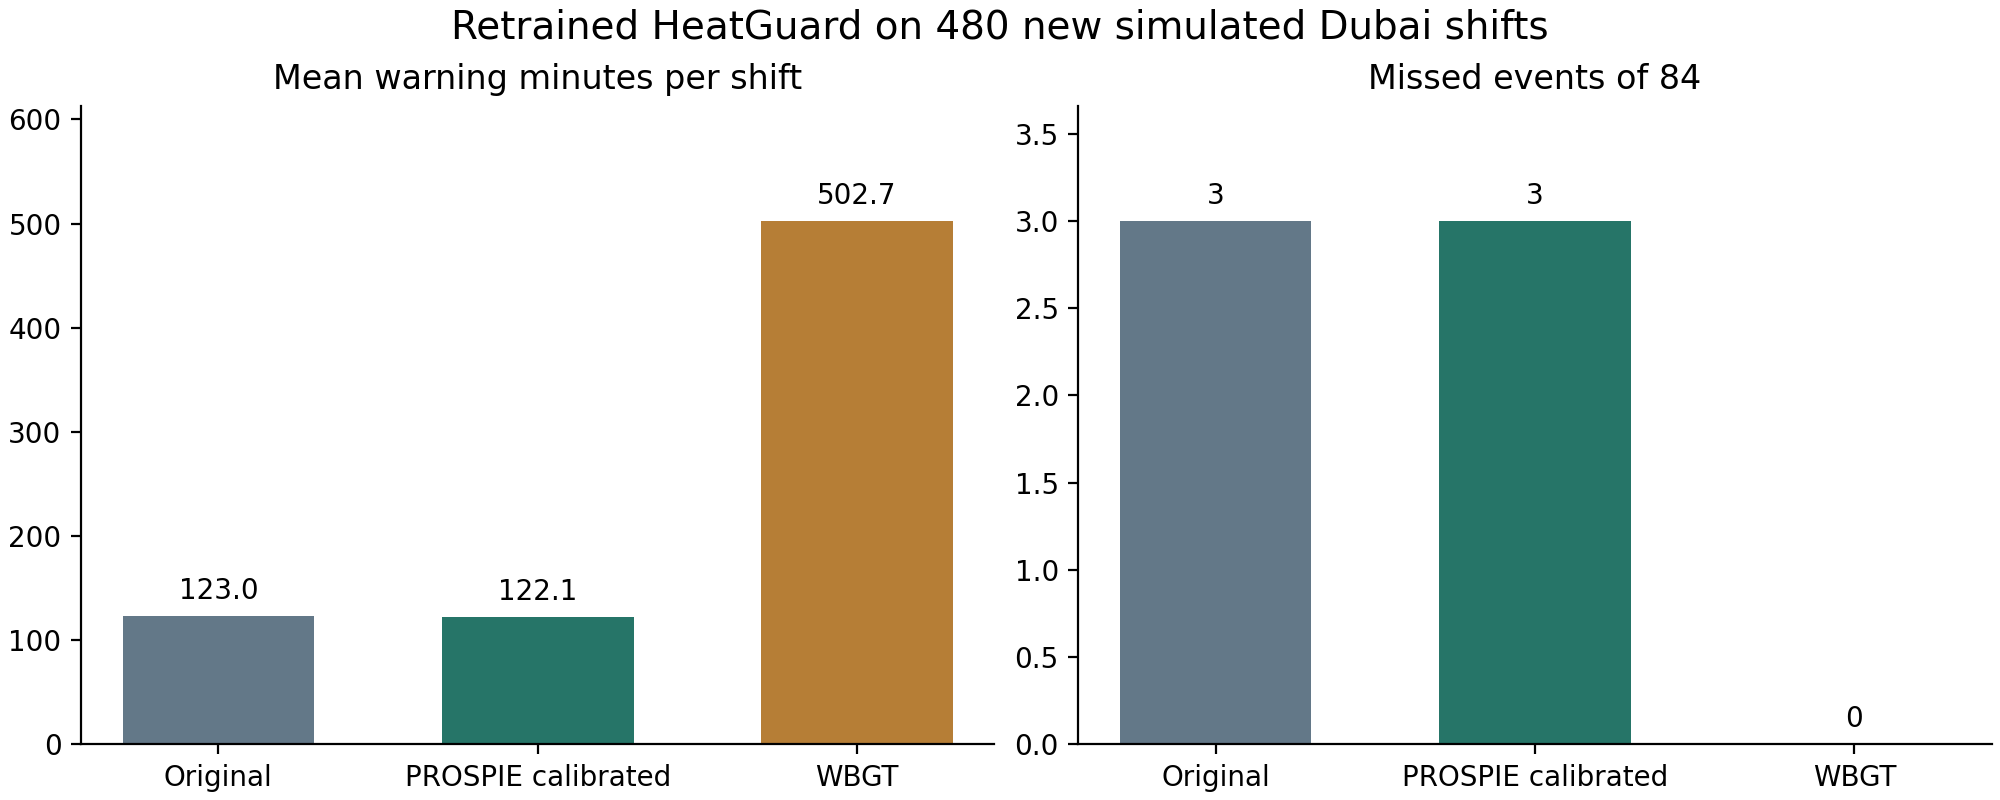 Retrained HeatGuard on 480 new simulated Dubai shifts
Mean warning minutes per shift
600
500
400
300
200
100
0
123.0
122.1
502.7
Original
PROSPIE calibrated
WBGT
Missed events of 84
3.5
3.0
2.5
2.0
1.5
1.0
0.5
0.0
3
3
0
Original
PROSPIE calibrated
WBGT